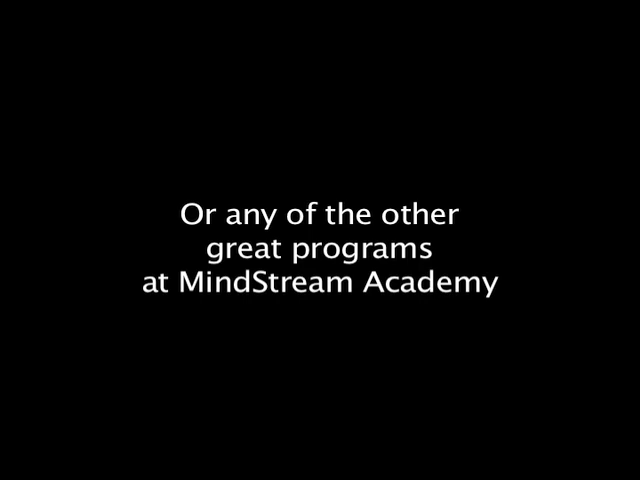 Or any of the other
great programs
at MindStream Academy